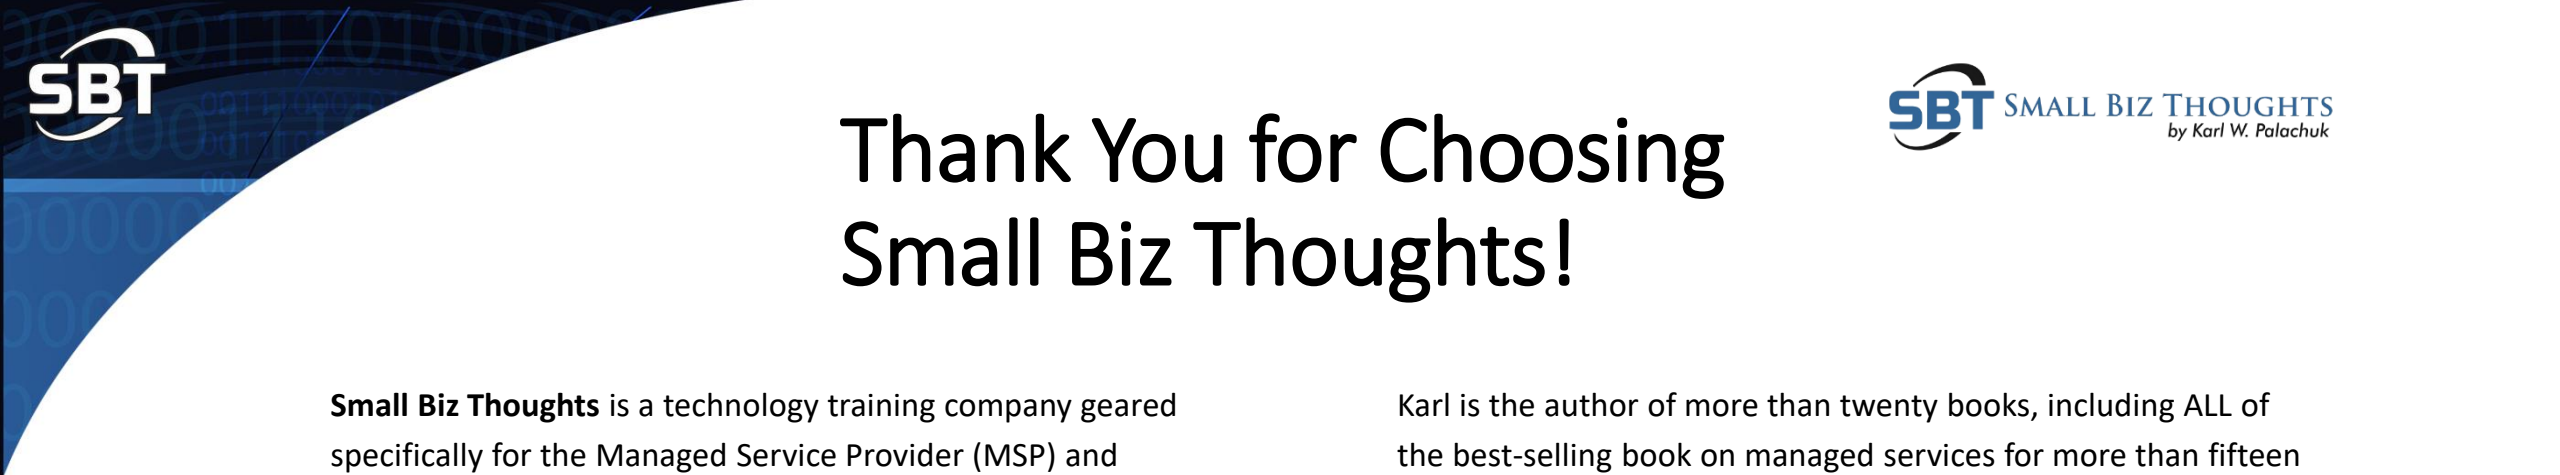 SBT
SBT SMALL BIZ THOUGHTS
by Karl W. Palachuk
Thank You for Choosing
Small Biz Thoughts!
Small Biz Thoughts is a technology training company geared
specifically for the Managed Service Provider (MSP) and
Karl is the author of more than twenty books, including ALL of
the best-selling book on managed services for more than fifteen